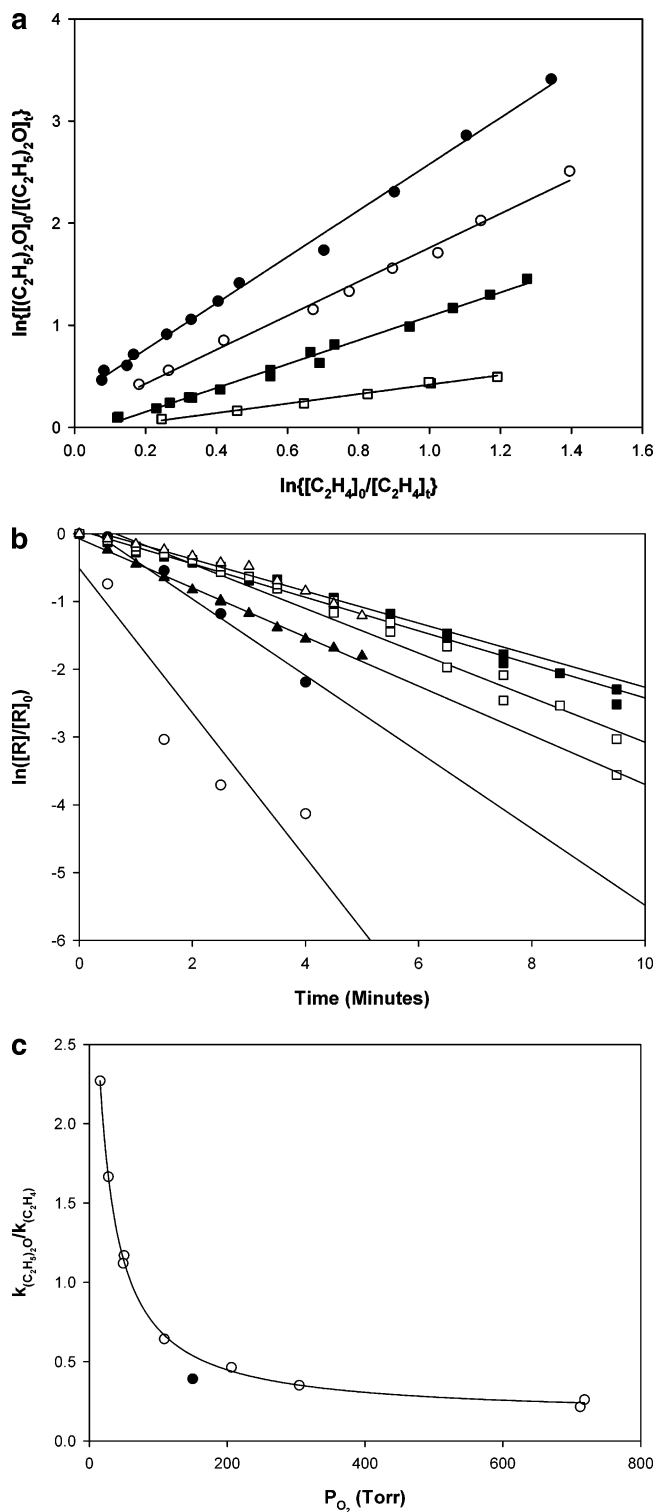 a
4
3
2
1
0
0.0 0.2 0.4 0.6 0.8 1.0 1.2 1.4 1.6
ln{[(C₂H₅)₂O]₀/[(C₂H₅)₂O]ₜ}
ln{[C₂H₄]₀/[C₂H₄]ₜ}
b
0
-1
-2
-3
-4
-5
-6
0 2 4 6 8 10
ln([R]/[R]₀)
Time (Minutes)
c
2.5
2.0
1.5
1.0
0.5
0.0
0 200 400 600 800
k(C₂H₅)₂O/k(C₂H₄)
P_O₂ (Torr)